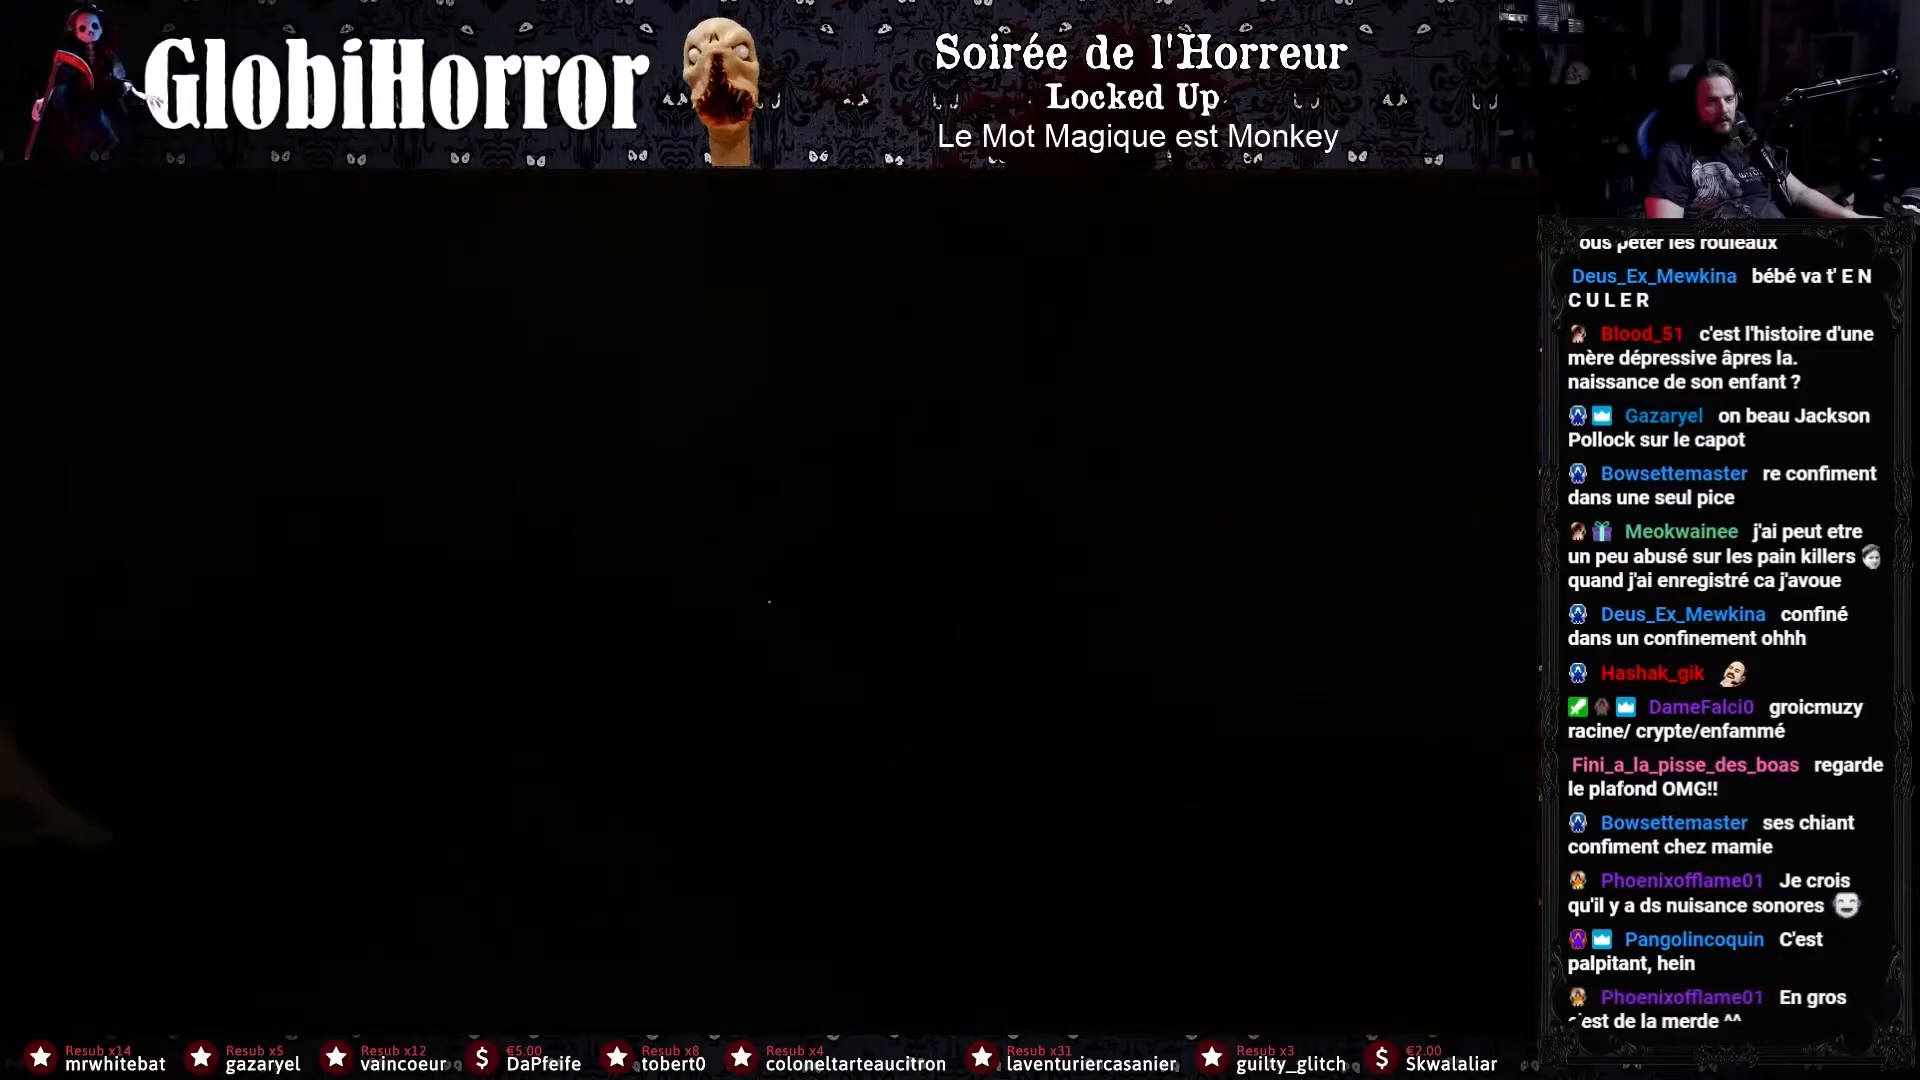 GlobiHorror
Soirée de l'Horreur
Locked Up
Le Mot Magique est Monkey
ous péter les rouleaux
Deus_Ex_Mewkina bébé va t' E N
C U L E R
Blood_51 c'est l'histoire d'une
mère dépressive âpres la.
naissance de son enfant ?
Gazaryel on beau Jackson
Pollock sur le capot
Bowsettemaster re confiment
dans une seul pice
Meokwainee j'ai peut etre
un peu abusé sur les pain killers
quand j'ai enregistré ca j'avoue
Deus_Ex_Mewkina confiné
dans un confinement ohhh
Hashak_gik
DameFalci0 groicmuzy
racine/ crypte/enfammé
Fini_a_la_pisse_des_boas regarde
le plafond OMG!!
Bowsettemaster ses chiant
confiment chez mamie
Phoenixofflame01 Je crois
qu'il y a ds nuisance sonores
Pangolincoquin C'est
palpitant, hein
Phoenixofflame01 En gros
c'est de la merde ^^
Resub x14
mrwhitebat
Resub x5
gazaryel
Resub x12
vaincoeur
€5.00
DaPfeife
Resub x8
tobert0
Resub x4
coloneltarteaucitron
Resub x31
laventuriercasanier
Resub x3
guilty_glitch
€2.00
Skwalaliar